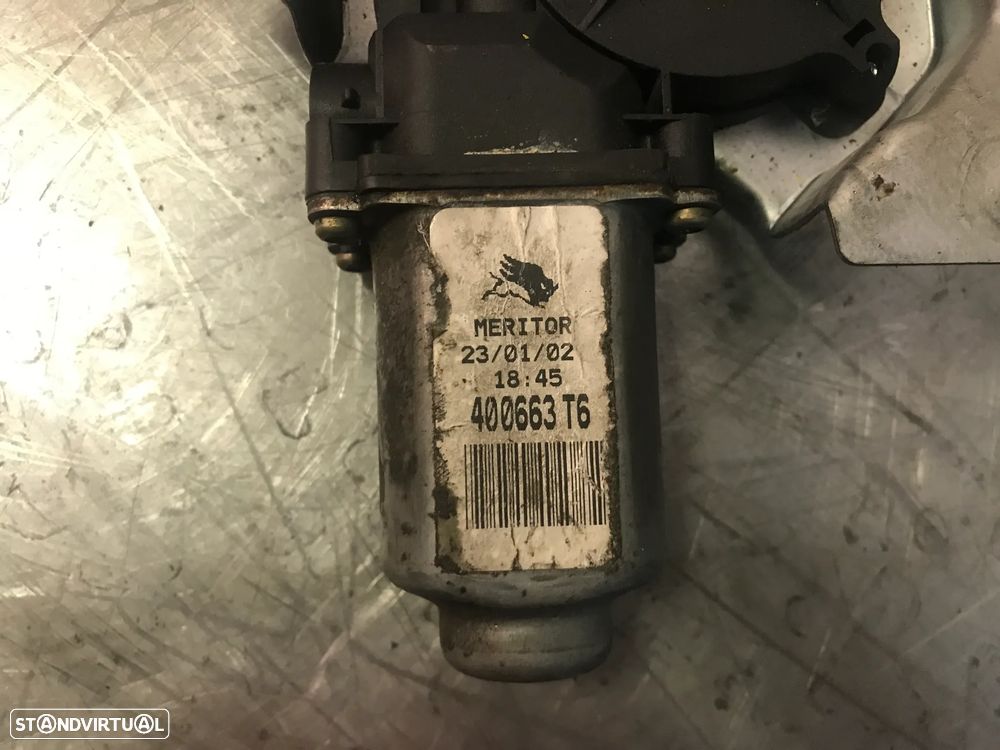 MERITOR
23/01/02
18:45
400663 T6
STANDVIRTUAL